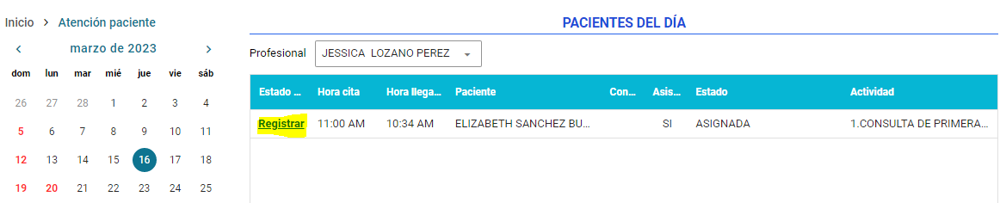 Inicio > Atención paciente
< marzo de 2023 >
dom lun mar mié jue vie sáb
26 27 28 1 2 3 4
5 6 7 8 9 10 11
12 13 14 15 16 17 18
19 20 21 22 23 24 25
PACIENTES DEL DÍA
Profesional JESSICA LOZANO PEREZ
Estado ... Hora cita Hora llega... Paciente Con... Asis... Estado Actividad
Registrar 11:00 AM 10:34 AM ELIZABETH SANCHEZ BU... SI ASIGNADA 1.CONSULTA DE PRIMERA...